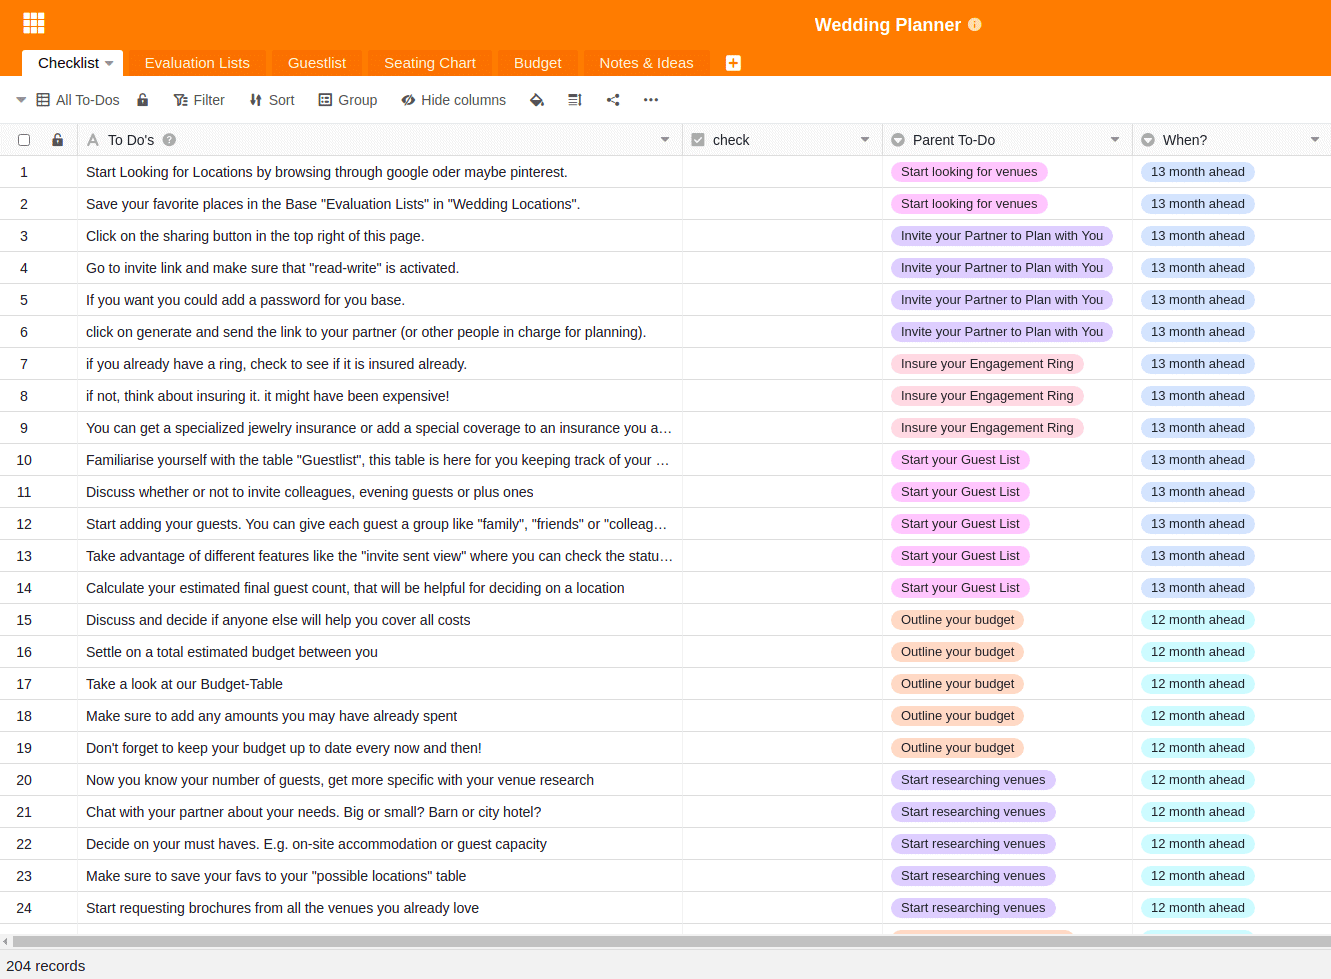 Wedding Planner
Checklist Evaluation Lists Guestlist Seating Chart Budget Notes & Ideas
All To-Dos Filter Sort Group Hide columns
To Do's check Parent To-Do When?
1 Start Looking for Locations by browsing through google oder maybe pinterest. Start looking for venues 13 month ahead
2 Save your favorite places in the Base "Evaluation Lists" in "Wedding Locations". Start looking for venues 13 month ahead
3 Click on the sharing button in the top right of this page. Invite your Partner to Plan with You 13 month ahead
4 Go to invite link and make sure that "read-write" is activated. Invite your Partner to Plan with You 13 month ahead
5 If you want you could add a password for you base. Invite your Partner to Plan with You 13 month ahead
6 click on generate and send the link to your partner (or other people in charge for planning). Invite your Partner to Plan with You 13 month ahead
7 if you already have a ring, check to see if it is insured already. Insure your Engagement Ring 13 month ahead
8 if not, think about insuring it. it might have been expensive! Insure your Engagement Ring 13 month ahead
9 You can get a specialized jewelry insurance or add a special coverage to an insurance you a... Insure your Engagement Ring 13 month ahead
10 Familiarise yourself with the table "Guestlist", this table is here for you keeping track of your ... Start your Guest List 13 month ahead
11 Discuss whether or not to invite colleagues, evening guests or plus ones Start your Guest List 13 month ahead
12 Start adding your guests. You can give each guest a group like "family", "friends" or "colleag... Start your Guest List 13 month ahead
13 Take advantage of different features like the "invite sent view" where you can check the statu... Start your Guest List 13 month ahead
14 Calculate your estimated final guest count, that will be helpful for deciding on a location Start your Guest List 13 month ahead
15 Discuss and decide if anyone else will help you cover all costs Outline your budget 12 month ahead
16 Settle on a total estimated budget between you Outline your budget 12 month ahead
17 Take a look at our Budget-Table Outline your budget 12 month ahead
18 Make sure to add any amounts you may have already spent Outline your budget 12 month ahead
19 Don't forget to keep your budget up to date every now and then! Outline your budget 12 month ahead
20 Now you know your number of guests, get more specific with your venue research Start researching venues 12 month ahead
21 Chat with your partner about your needs. Big or small? Barn or city hotel? Start researching venues 12 month ahead
22 Decide on your must haves. E.g. on-site accommodation or guest capacity Start researching venues 12 month ahead
23 Make sure to save your favs to your "possible locations" table Start researching venues 12 month ahead
24 Start requesting brochures from all the venues you already love Start researching venues 12 month ahead
204 records